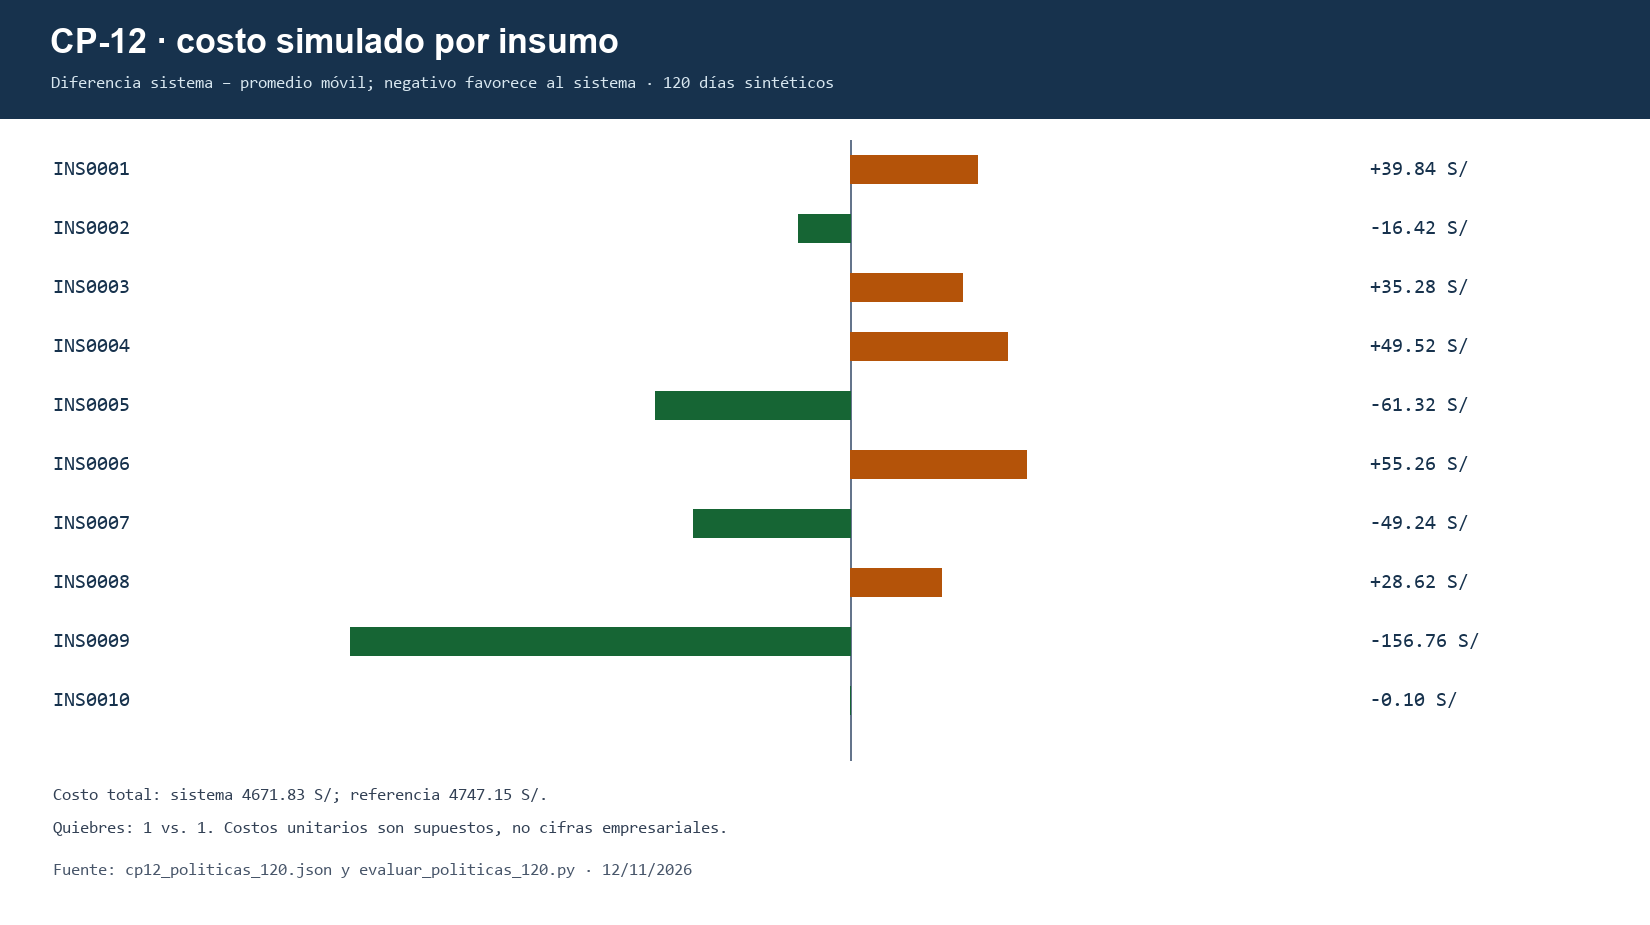 CP-12 · costo simulado por insumo
Diferencia sistema – promedio móvil; negativo favorece al sistema · 120 días sintéticos
INS0001 +39.84 S/
INS0002 -16.42 S/
INS0003 +35.28 S/
INS0004 +49.52 S/
INS0005 -61.32 S/
INS0006 +55.26 S/
INS0007 -49.24 S/
INS0008 +28.62 S/
INS0009 -156.76 S/
INS0010 -0.10 S/
Costo total: sistema 4671.83 S/; referencia 4747.15 S/.
Quiebres: 1 vs. 1. Costos unitarios son supuestos, no cifras empresariales.
Fuente: cp12_politicas_120.json y evaluar_politicas_120.py · 12/11/2026